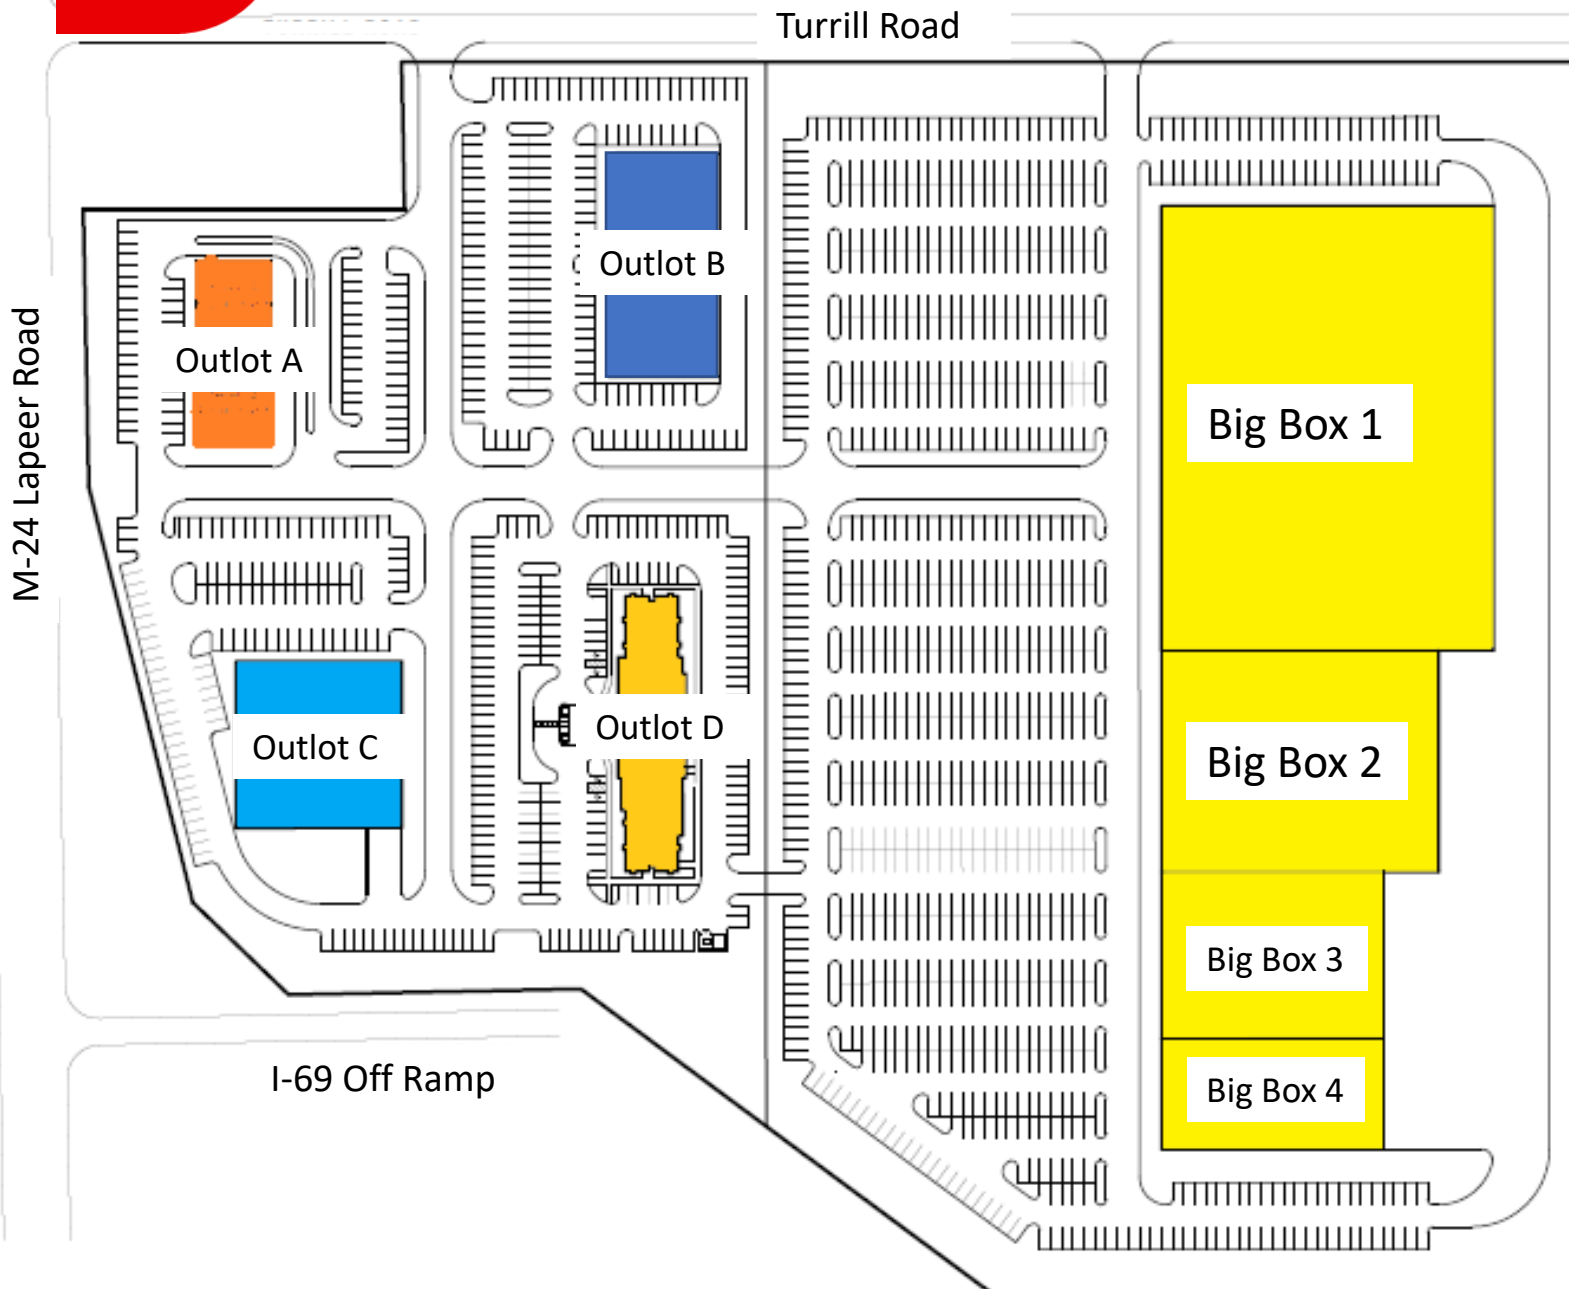 Turrill Road
Outlot B
Outlot A
M-24 Lapeer Road
Big Box 1
Outlot C
Outlot D
Big Box 2
Big Box 3
I-69 Off Ramp
Big Box 4